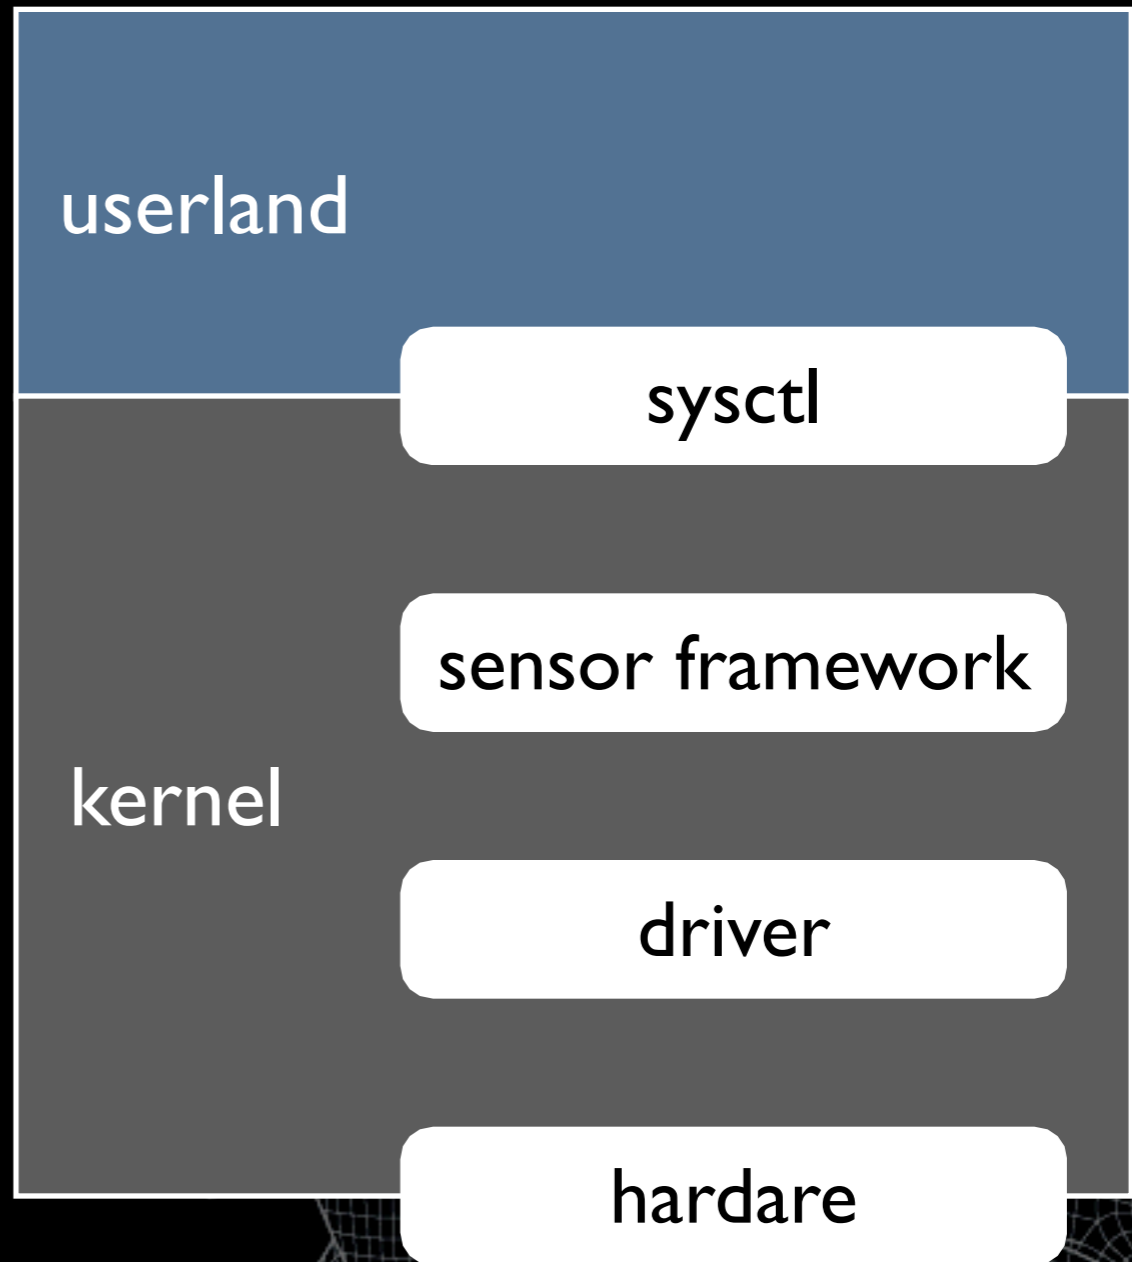 userland
sysctl
sensor framework
kernel
driver
hardare